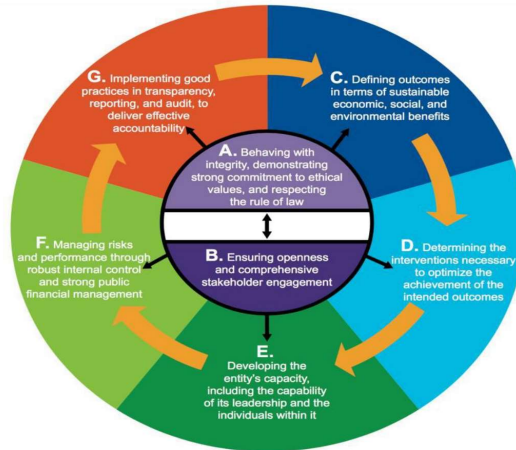 G. Implementing good
practices in transparency,
reporting, and audit, to
deliver effective
accountability
C. Defining outcomes
in terms of sustainable
economic, social, and
environmental benefits
A. Behaving with
integrity, demonstrating
strong commitment to ethical
values, and respecting
the rule of law
F. Managing risks
and performance through
robust internal control
and strong public
financial management
B. Ensuring openness
and comprehensive
stakeholder engagement
D. Determining the
interventions necessary
to optimize the
achievement of the
intended outcomes
E.
Developing the
entity's capacity,
including the capability
of its leadership and the
individuals within it